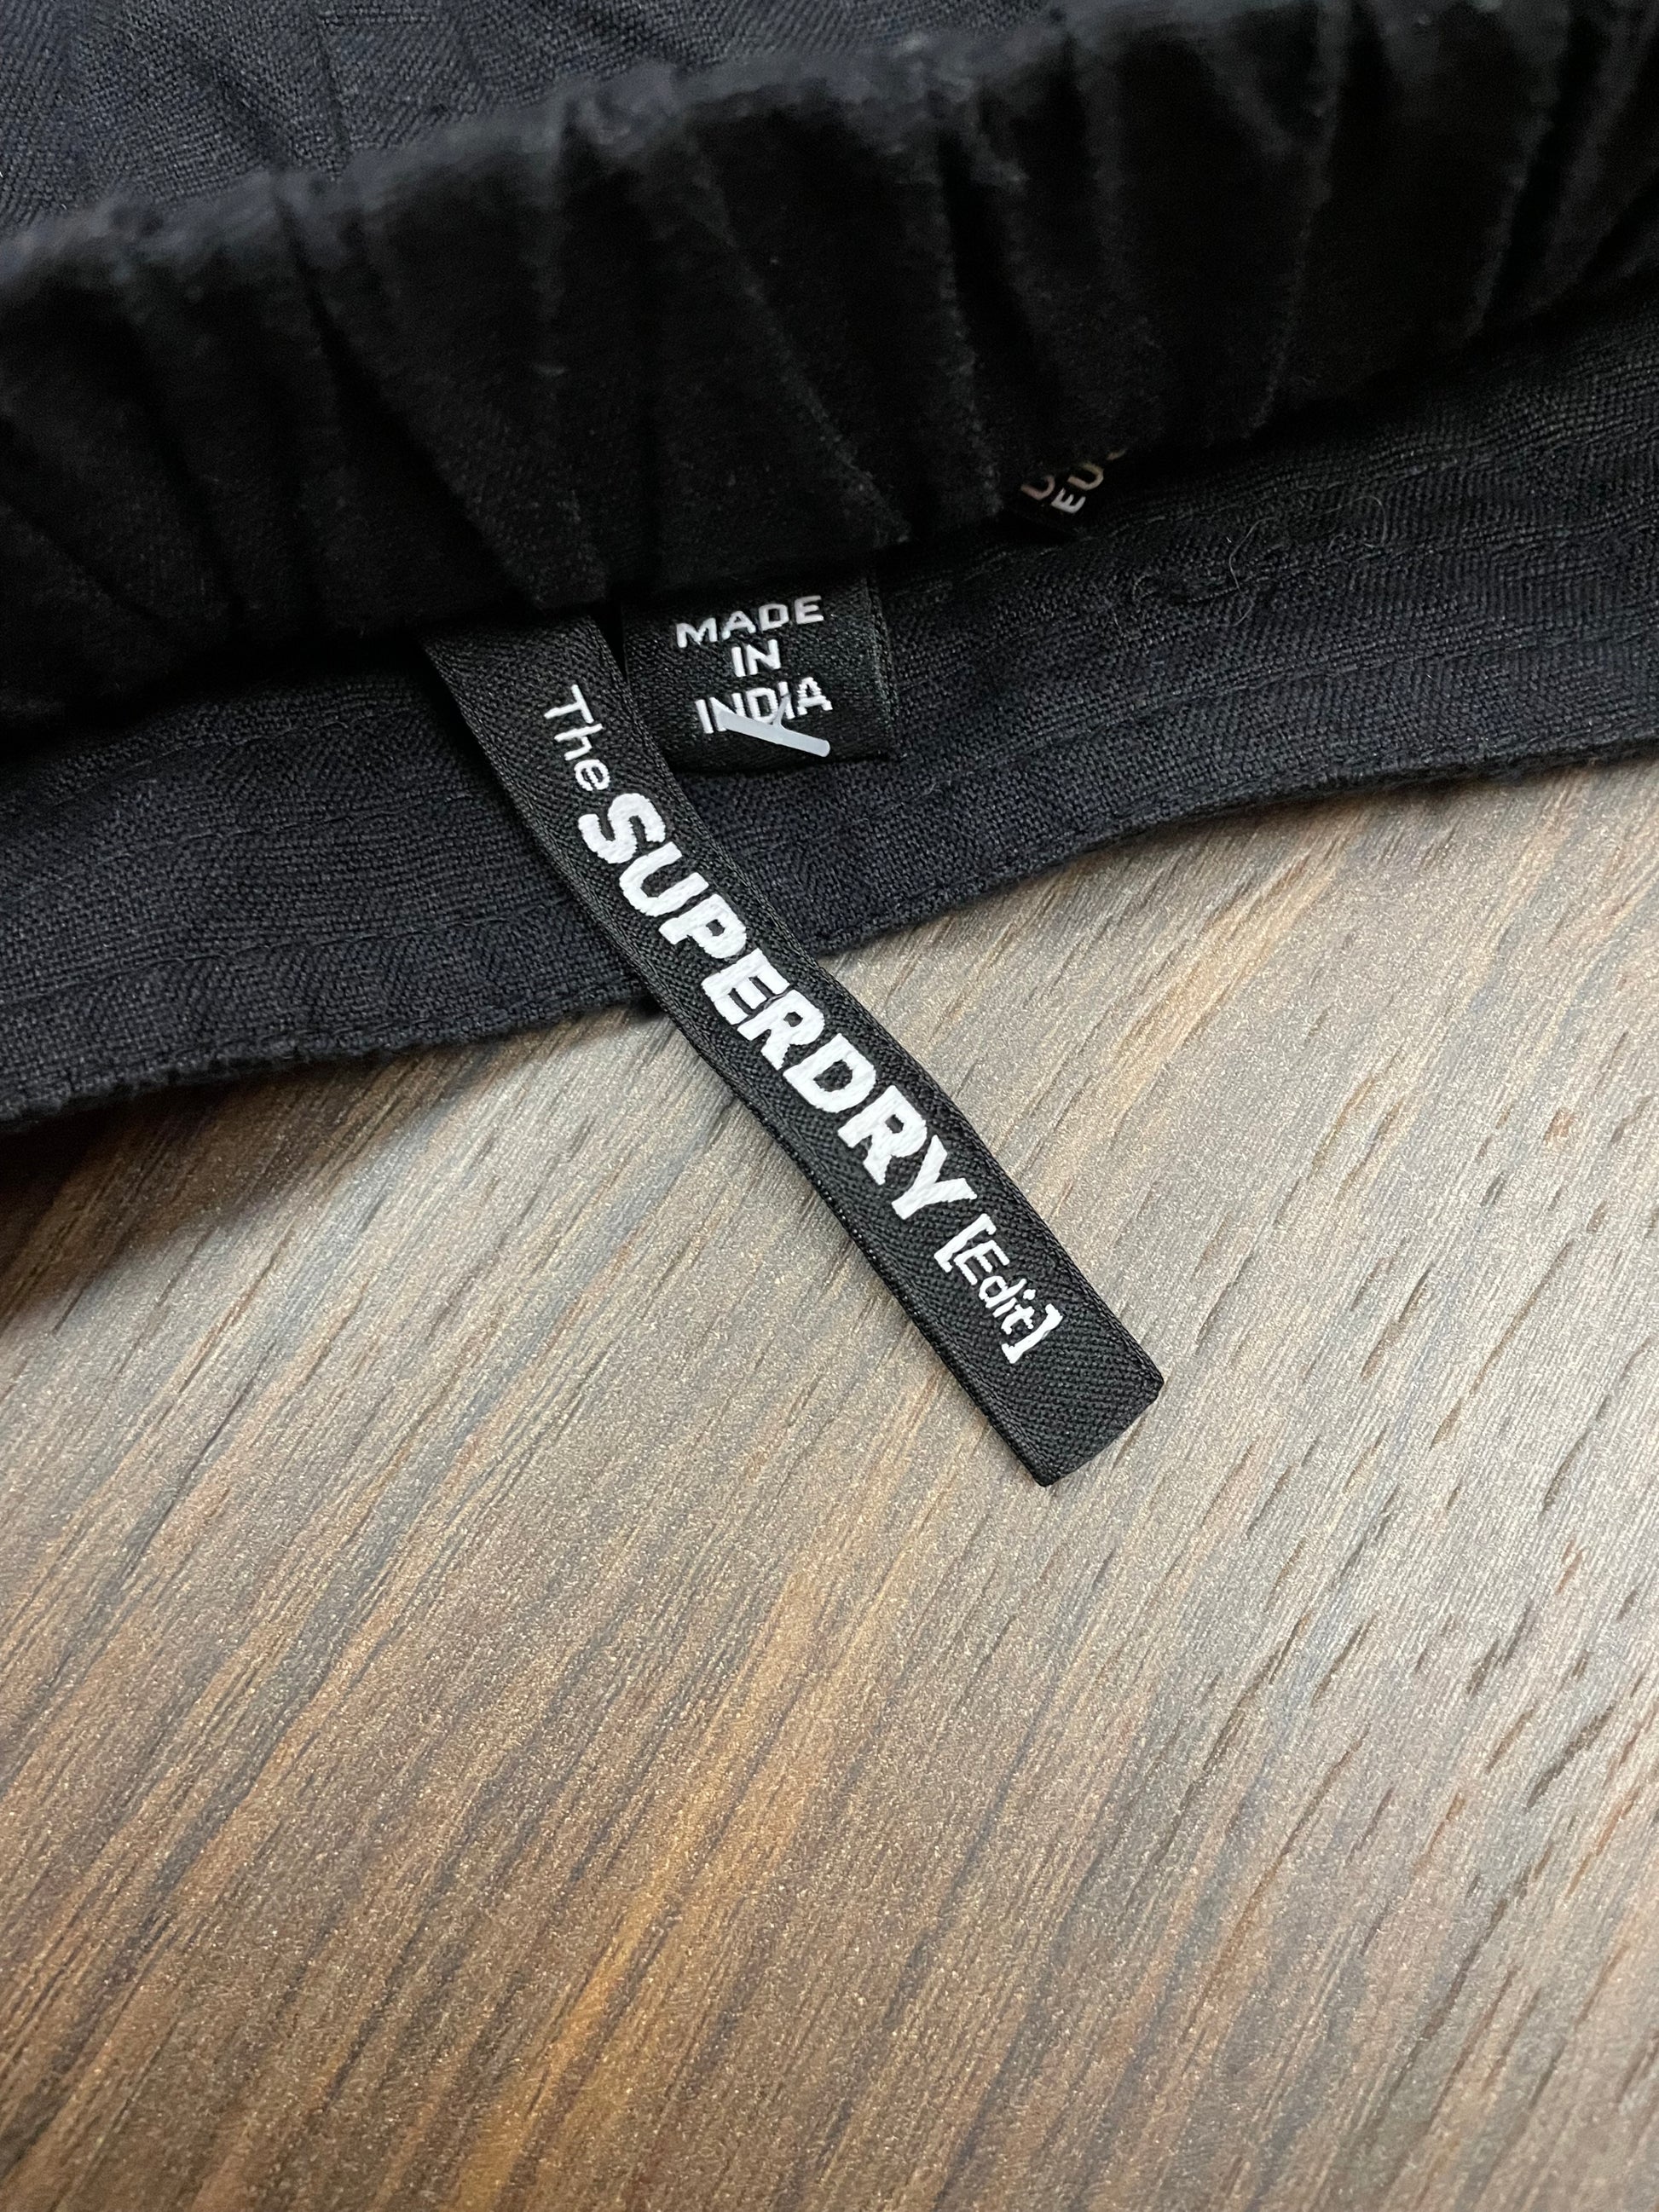 MADE
IN
INDIA
The SUPERDRY [Edit]